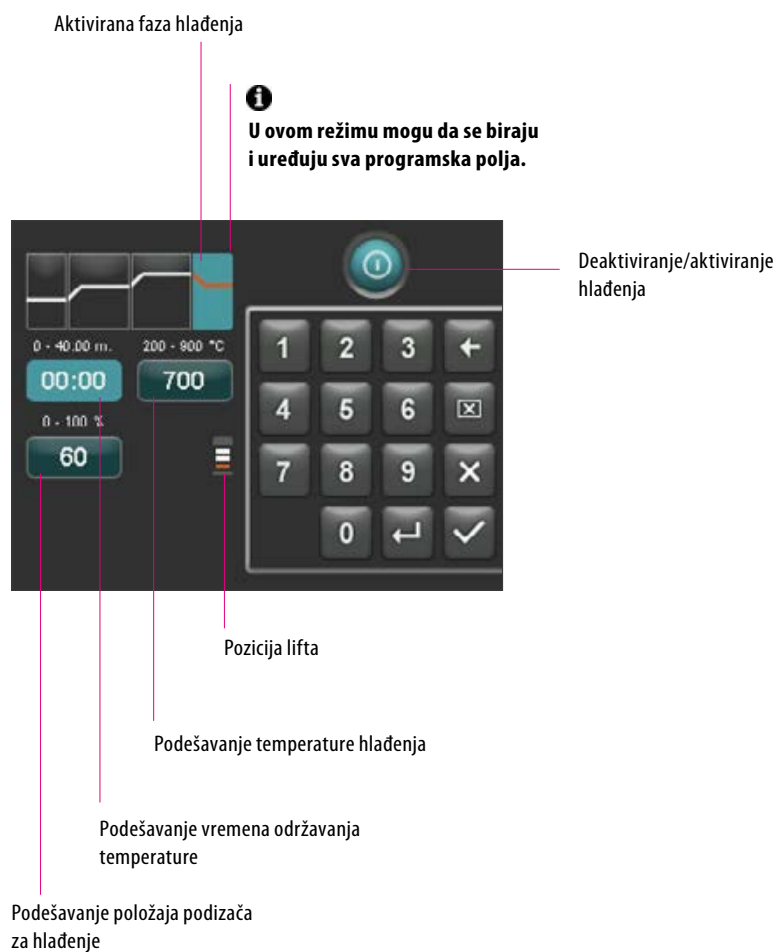 Aktivirana faza hlađenja
U ovom režimu mogu da se biraju
i uređuju sva programska polja.
Deaktiviranje/aktiviranje
hlađenja
0 - 40.00 m. 200 - 900 °C
00:00 700
0 - 100 %
60
1 2 3
4 5 6
7 8 9
0
Pozicija lifta
Podešavanje temperature hlađenja
Podešavanje vremena održavanja
temperature
Podešavanje položaja podizača
za hlađenje